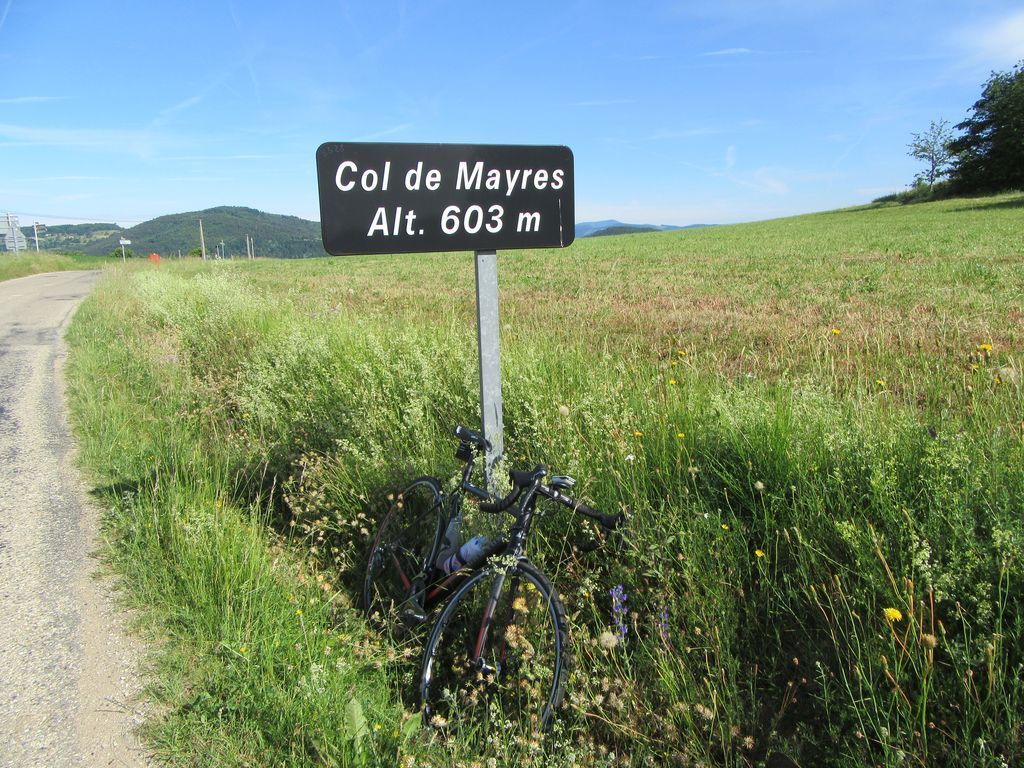 Col de Mayres
Alt. 603 m